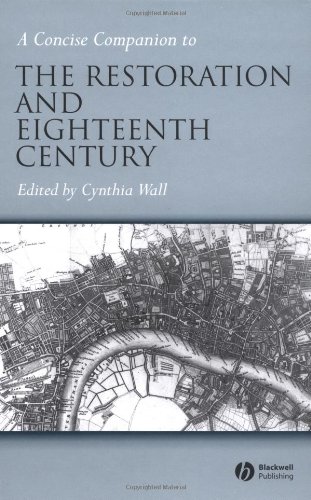 A Concise Companion to
THE RESTORATION
AND
EIGHTEENTH
CENTURY
Edited by Cynthia Wall
Blackwell
Publishing